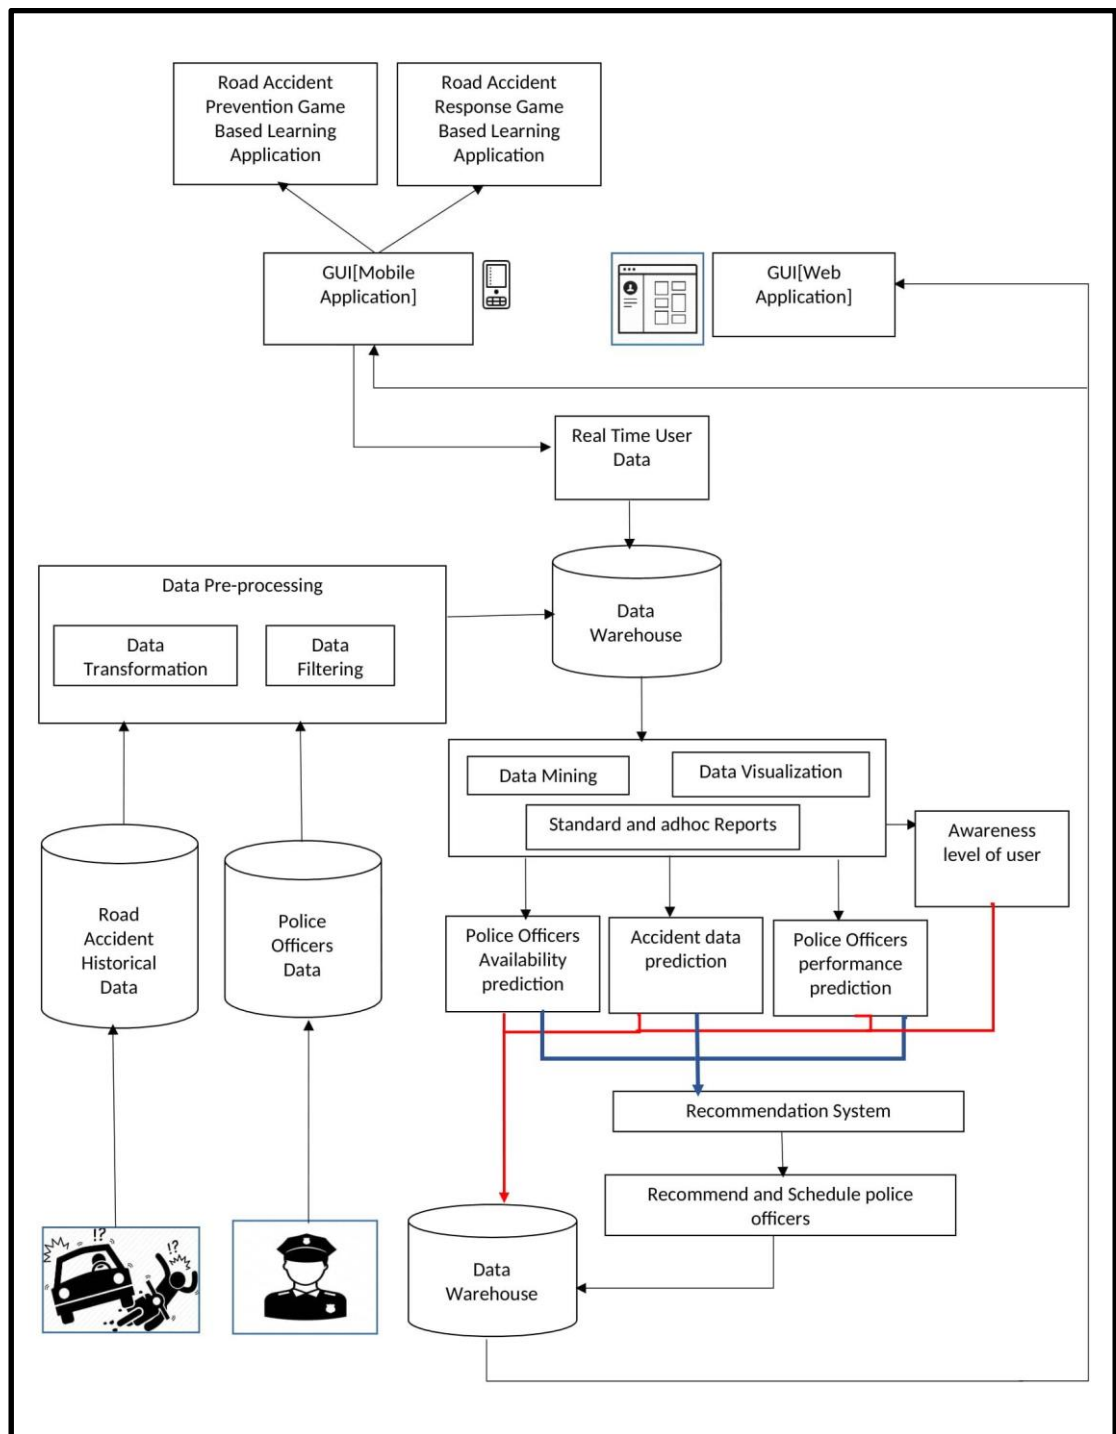 Road Accident
Prevention Game
Based Learning
Application
Road Accident
Response Game
Based Learning
Application
GUI[Mobile
Application]
GUI[Web
Application]
Real Time User
Data
Data Pre-processing
Data
Transformation
Data
Filtering
Data
Warehouse
Data Mining
Data Visualization
Standard and adhoc Reports
Awareness
level of user
Road
Accident
Historical
Data
Police
Officers
Data
Police Officers
Availability
prediction
Accident data
prediction
Police Officers
performance
prediction
Recommendation System
Recommend and Schedule police
officers
Data
Warehouse
!?
!?